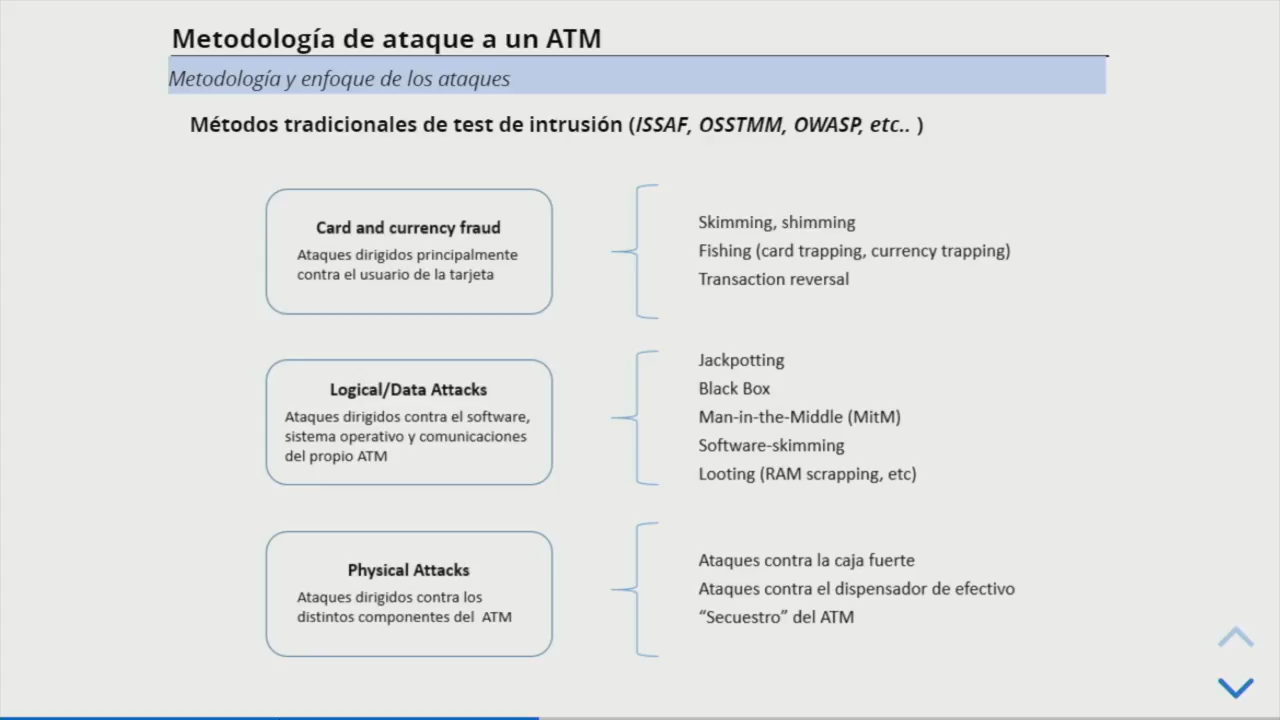 Metodología de ataque a un ATM
Metodología y enfoque de los ataques
Métodos tradicionales de test de intrusión (ISSAF, OSSTMM, OWASP, etc.. )
Card and currency fraud
Ataques dirigidos principalmente
contra el usuario de la tarjeta
Skimming, shimming
Fishing (card trapping, currency trapping)
Transaction reversal
Logical/Data Attacks
Ataques dirigidos contra el software,
sistema operativo y comunicaciones
del propio ATM
Jackpotting
Black Box
Man-in-the-Middle (MitM)
Software-skimming
Looting (RAM scrapping, etc)
Physical Attacks
Ataques dirigidos contra los
distintos componentes del ATM
Ataques contra la caja fuerte
Ataques contra el dispensador de efectivo
“Secuestro” del ATM